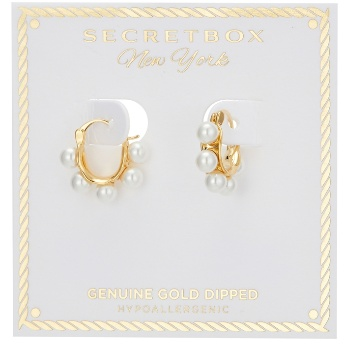 SECRETBOX
New York
GENUINE GOLD DIPPED
HYPOALLERGENIC